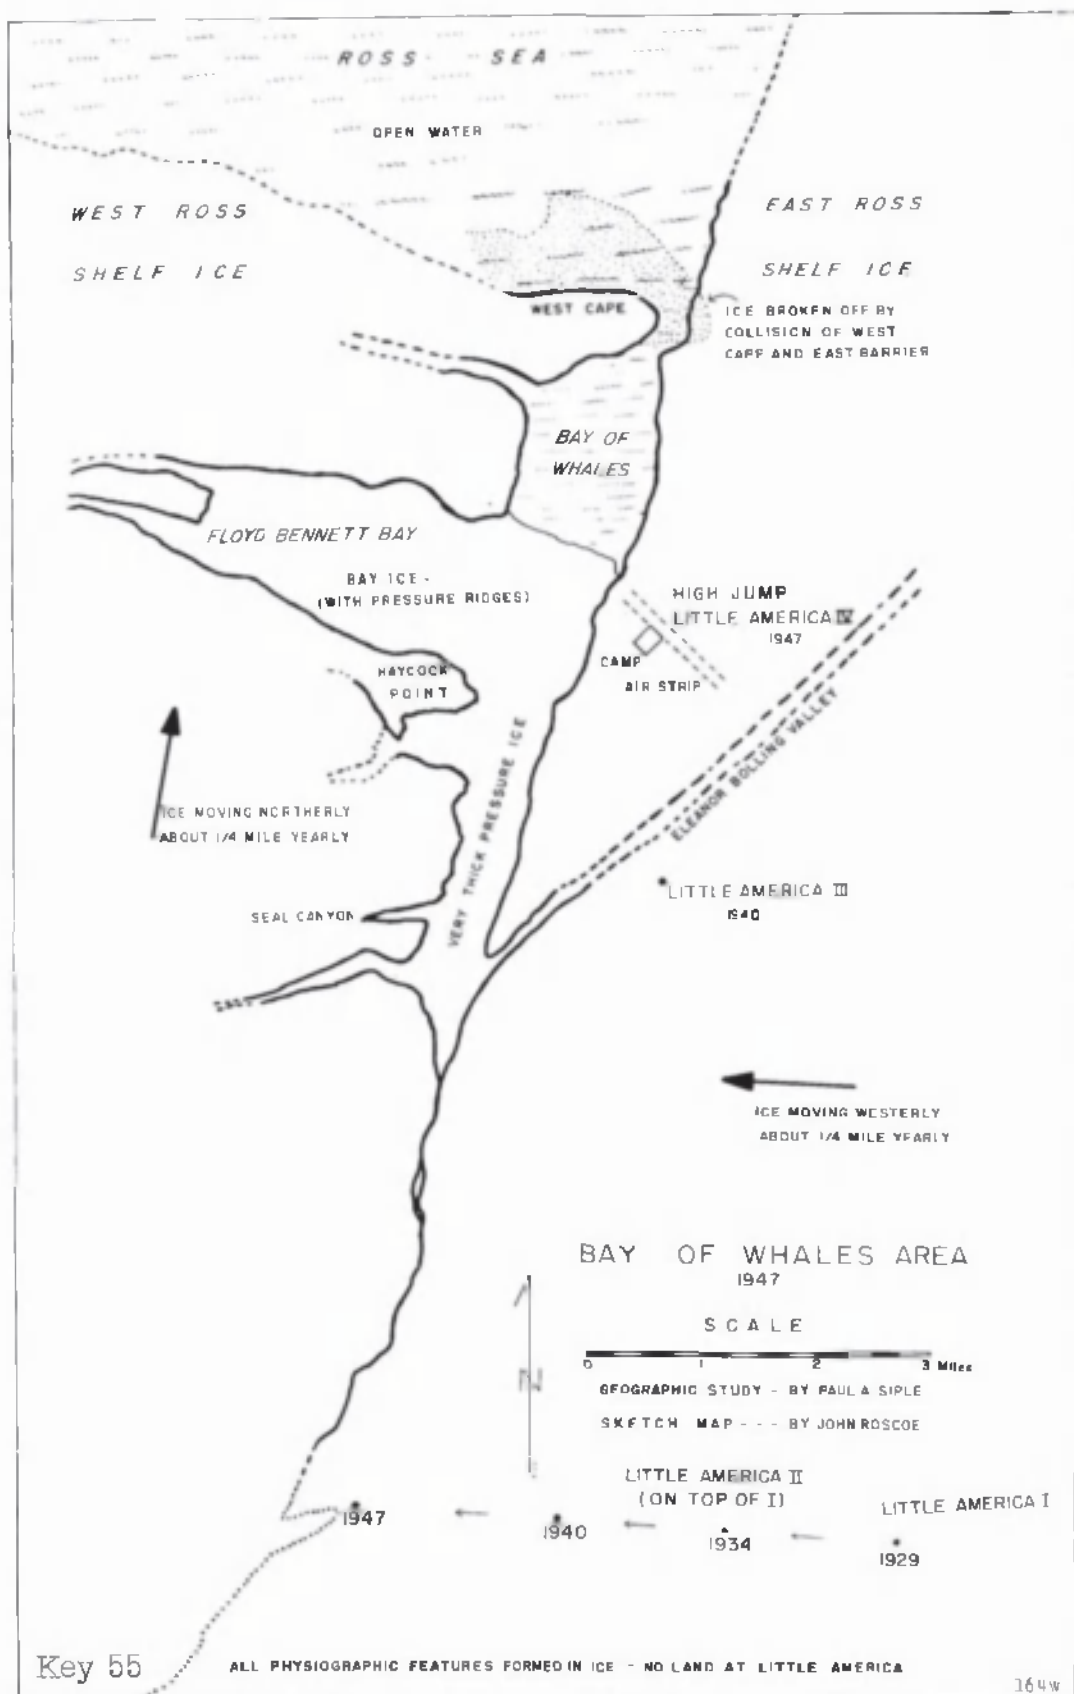 ROSS SEA
OPEN WATER
WEST ROSS
SHELF ICE
EAST ROSS
SHELF ICE
WEST CAPE
ICE BROKEN OFF BY
COLLISION OF WEST
CAPE AND EAST BARRIER
BAY OF
WHALES
FLOYD BENNETT BAY
BAY ICE -
(WITH PRESSURE RIDGES)
HIGH JUMP
LITTLE AMERICA IV
1947
CAMP
AIR STRIP
HAYCOCK
POINT
ELEANOR BOLLING VALLEY
VERY THICK PRESSURE ICE
ICE MOVING NORTHERLY
ABOUT 1/4 MILE YEARLY
LITTLE AMERICA III
1940
SEAL CANYON
ICE MOVING WESTERLY
ABOUT 1/4 MILE YEARLY
BAY OF WHALES AREA
1947
SCALE
0 1 2 3 Miles
N
GEOGRAPHIC STUDY - BY PAUL A SIPLE
SKETCH MAP - - - BY JOHN ROSCOE
LITTLE AMERICA II
(ON TOP OF I)
LITTLE AMERICA I
1947
1940
1934
1929
Key 55
ALL PHYSIOGRAPHIC FEATURES FORMED IN ICE - NO LAND AT LITTLE AMERICA
164w